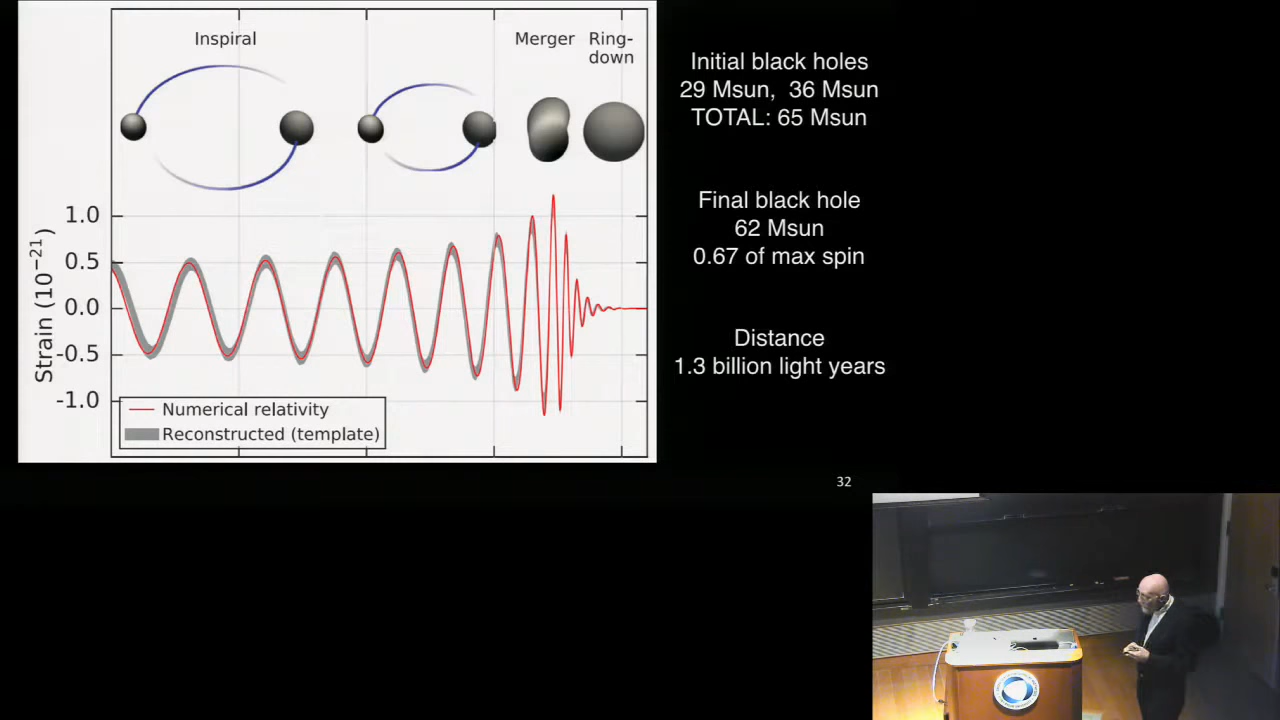 Inspiral
Merger
Ring-
down
1.0
0.5
0.0
-0.5
-1.0
Strain (10⁻²¹)
Numerical relativity
Reconstructed (template)
Initial black holes
29 Msun, 36 Msun
TOTAL: 65 Msun
Final black hole
62 Msun
0.67 of max spin
Distance
1.3 billion light years
32